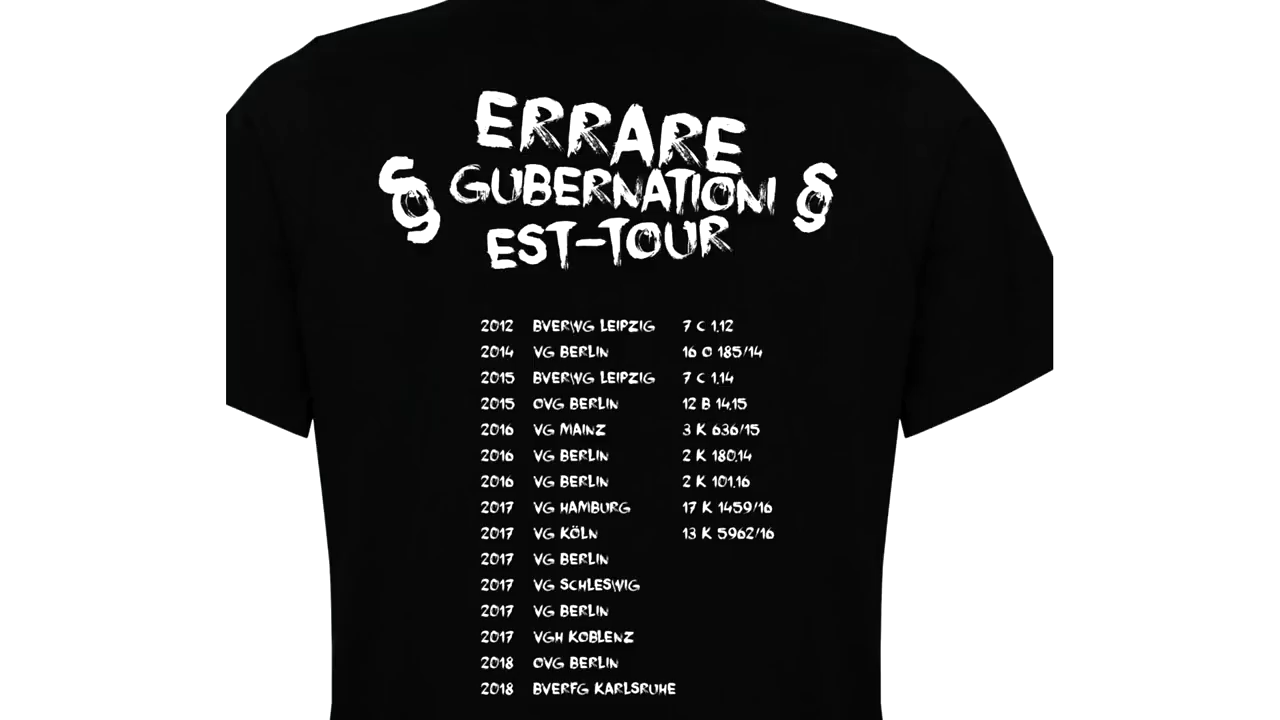 ERRARE
§ GUBERNATIONI §
EST-TOUR
2012 BVERWG LEIPZIG 7 C 1.12
2014 VG BERLIN 16 O 185/14
2015 BVERWG LEIPZIG 7 C 1.14
2015 OVG BERLIN 12 B 14.15
2016 VG MAINZ 3 K 636/15
2016 VG BERLIN 2 K 180.14
2016 VG BERLIN 2 K 101.16
2017 VG HAMBURG 17 K 1459/16
2017 VG KÖLN 13 K 5962/16
2017 VG BERLIN
2017 VG SCHLESWIG
2017 VG BERLIN
2017 VGH KOBLENZ
2018 OVG BERLIN
2018 BVERFG KARLSRUHE